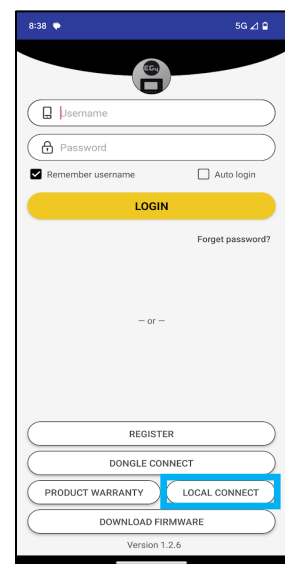 8:38 5G
EG4
Username
Password
Remember username Auto login
LOGIN
Forget password?
— or —
REGISTER
DONGLE CONNECT
PRODUCT WARRANTY LOCAL CONNECT
DOWNLOAD FIRMWARE
Version 1.2.6